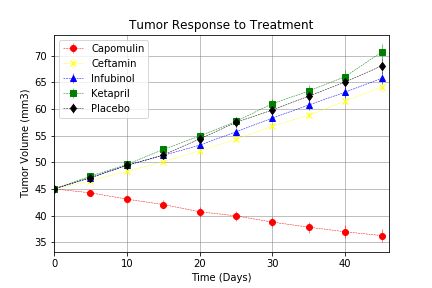 Tumor Response to Treatment
Tumor Volume (mm3)
70
65
60
55
50
45
40
35
Capomulin
Ceftamin
Infubinol
Ketapril
Placebo
0
10
20
30
40
Time (Days)